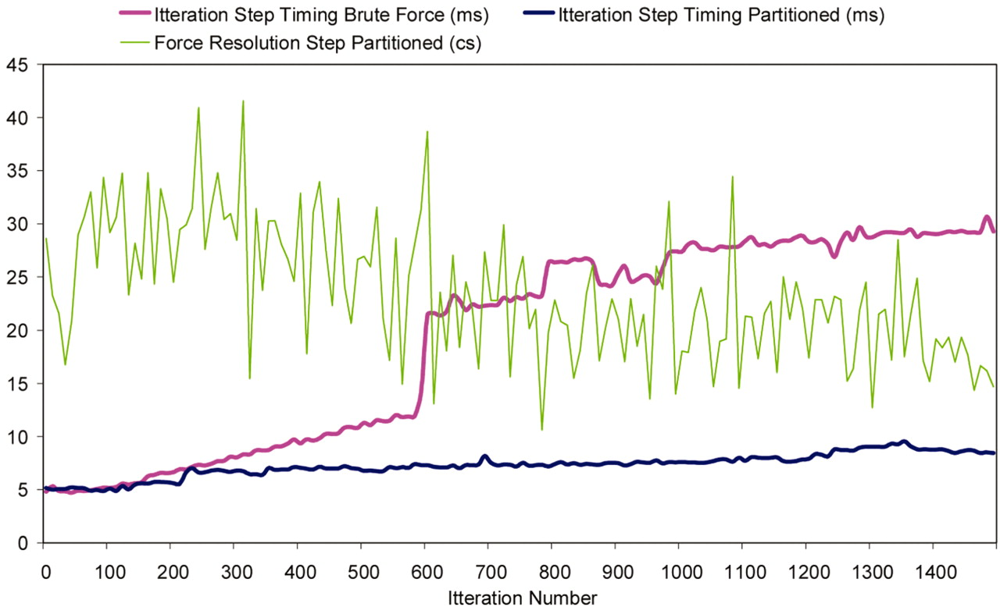 Itteration Step Timing Brute Force (ms) Itteration Step Timing Partitioned (ms)
Force Resolution Step Partitioned (cs)
45
40
35
30
25
20
15
10
5
0
0 100 200 300 400 500 600 700 800 900 1000 1100 1200 1300 1400
Itteration Number